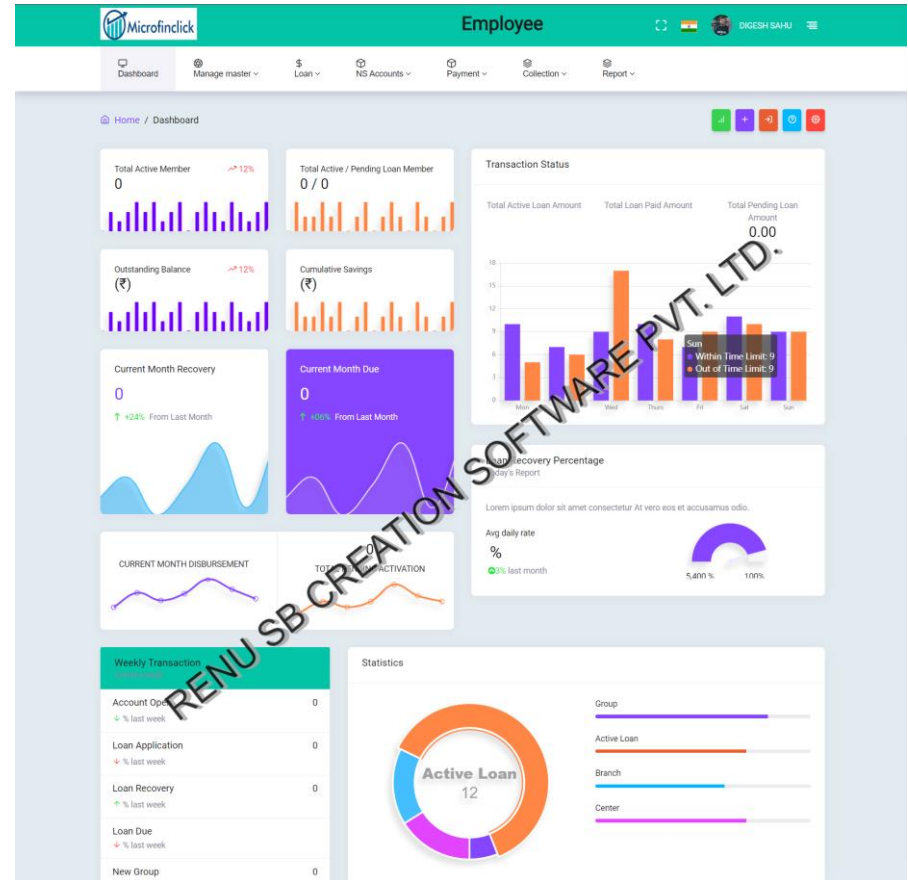 Microfinclick
Employee
DIGESH SAHU
Dashboard
Manage master
Loan
NS Accounts
Payment
Collection
Report
Home / Dashboard
Total Active Member
12%
0
Total Active / Pending Loan Member
0 / 0
Outstanding Balance
12%
(₹)
Cumulative Savings
(₹)
Current Month Recovery
0
+24% From Last Month
Current Month Due
0
+06% From Last Month
CURRENT MONTH DISBURSEMENT
0
ACTIVATION
Transaction Status
Total Active Loan Amount
Total Loan Paid Amount
Total Pending Loan
Amount
0.00
18
15
12
9
6
3
0
Mon
Wed
Thurs
Fri
Sat
Sun
Sun
Within Time Limit: 9
Out of Time Limit: 9
Loan Recovery Percentage
Today's Report
Lorem ipsum dolor sit amet consectetur At vero eos et accusamus odio.
Avg daily rate
%
3% last month
5,400 %
100%
Weekly Transaction
Account
0
% last week
Loan Application
0
% last week
Loan Recovery
0
% last week
Loan Due
% last week
New Group
0
Statistics
Active Loan
12
Group
Active Loan
Branch
Center
RENU SB CREATION SOFTWARE PVT. LTD.